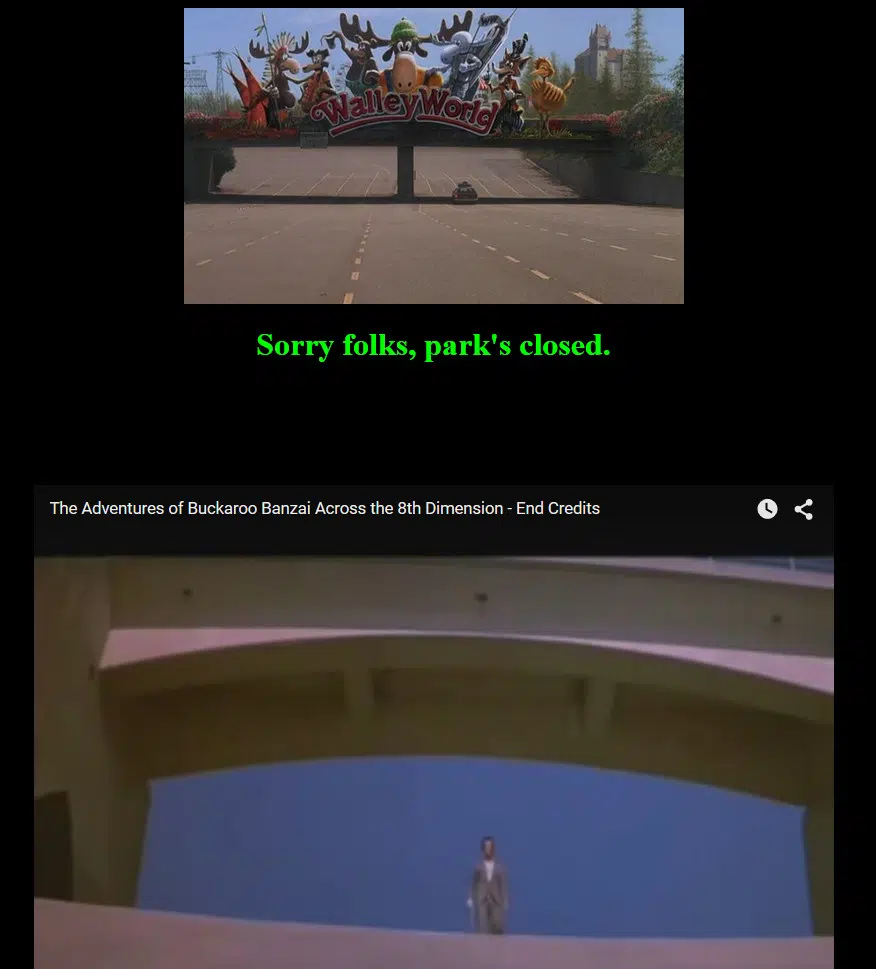 Walley World
Sorry folks, park's closed.
The Adventures of Buckaroo Banzai Across the 8th Dimension - End Credits